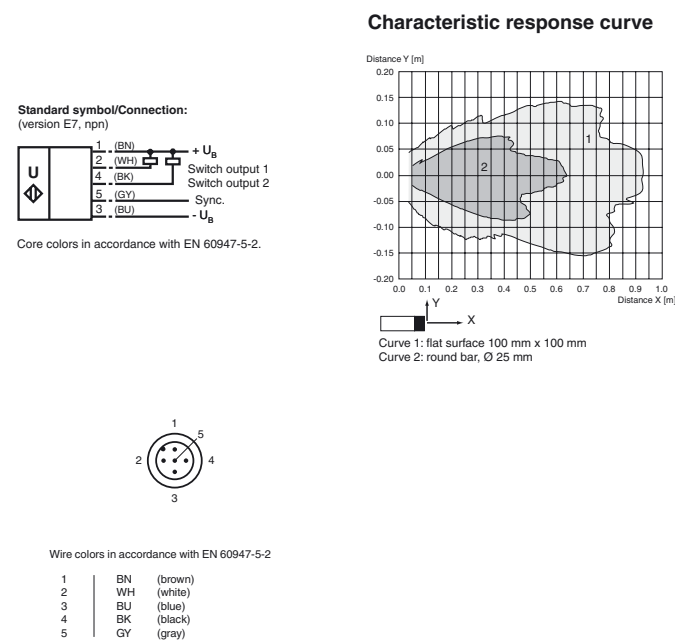 Characteristic response curve
Standard symbol/Connection:
(version E7, npn)
U
1 (BN) + UB
2 (WH) Switch output 1
4 (BK) Switch output 2
5 (GY) Sync.
3 (BU) - UB
Core colors in accordance with EN 60947-5-2.
Distance Y [m]
0.20
0.15
0.10
0.05
0.00
-0.05
-0.10
-0.15
-0.20
1
2
0.0 0.1 0.2 0.3 0.4 0.5 0.6 0.7 0.8 0.9 1.0
Distance X [m]
Y
X
Curve 1: flat surface 100 mm x 100 mm
Curve 2: round bar, Ø 25 mm
1
5
2 4
3
Wire colors in accordance with EN 60947-5-2
1 BN (brown)
2 WH (white)
3 BU (blue)
4 BK (black)
5 GY (gray)